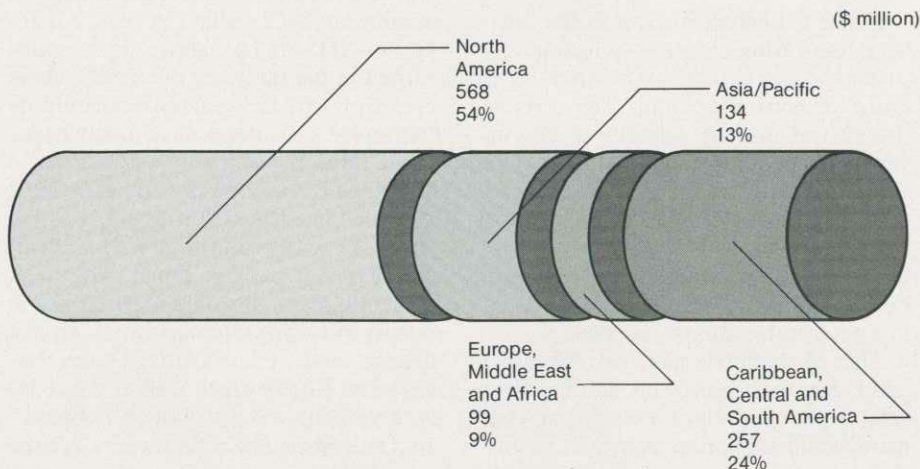 ($ million)
North
America
568
54%
Asia/Pacific
134
13%
Europe,
Middle East
and Africa
99
9%
Caribbean,
Central and
South America
257
24%